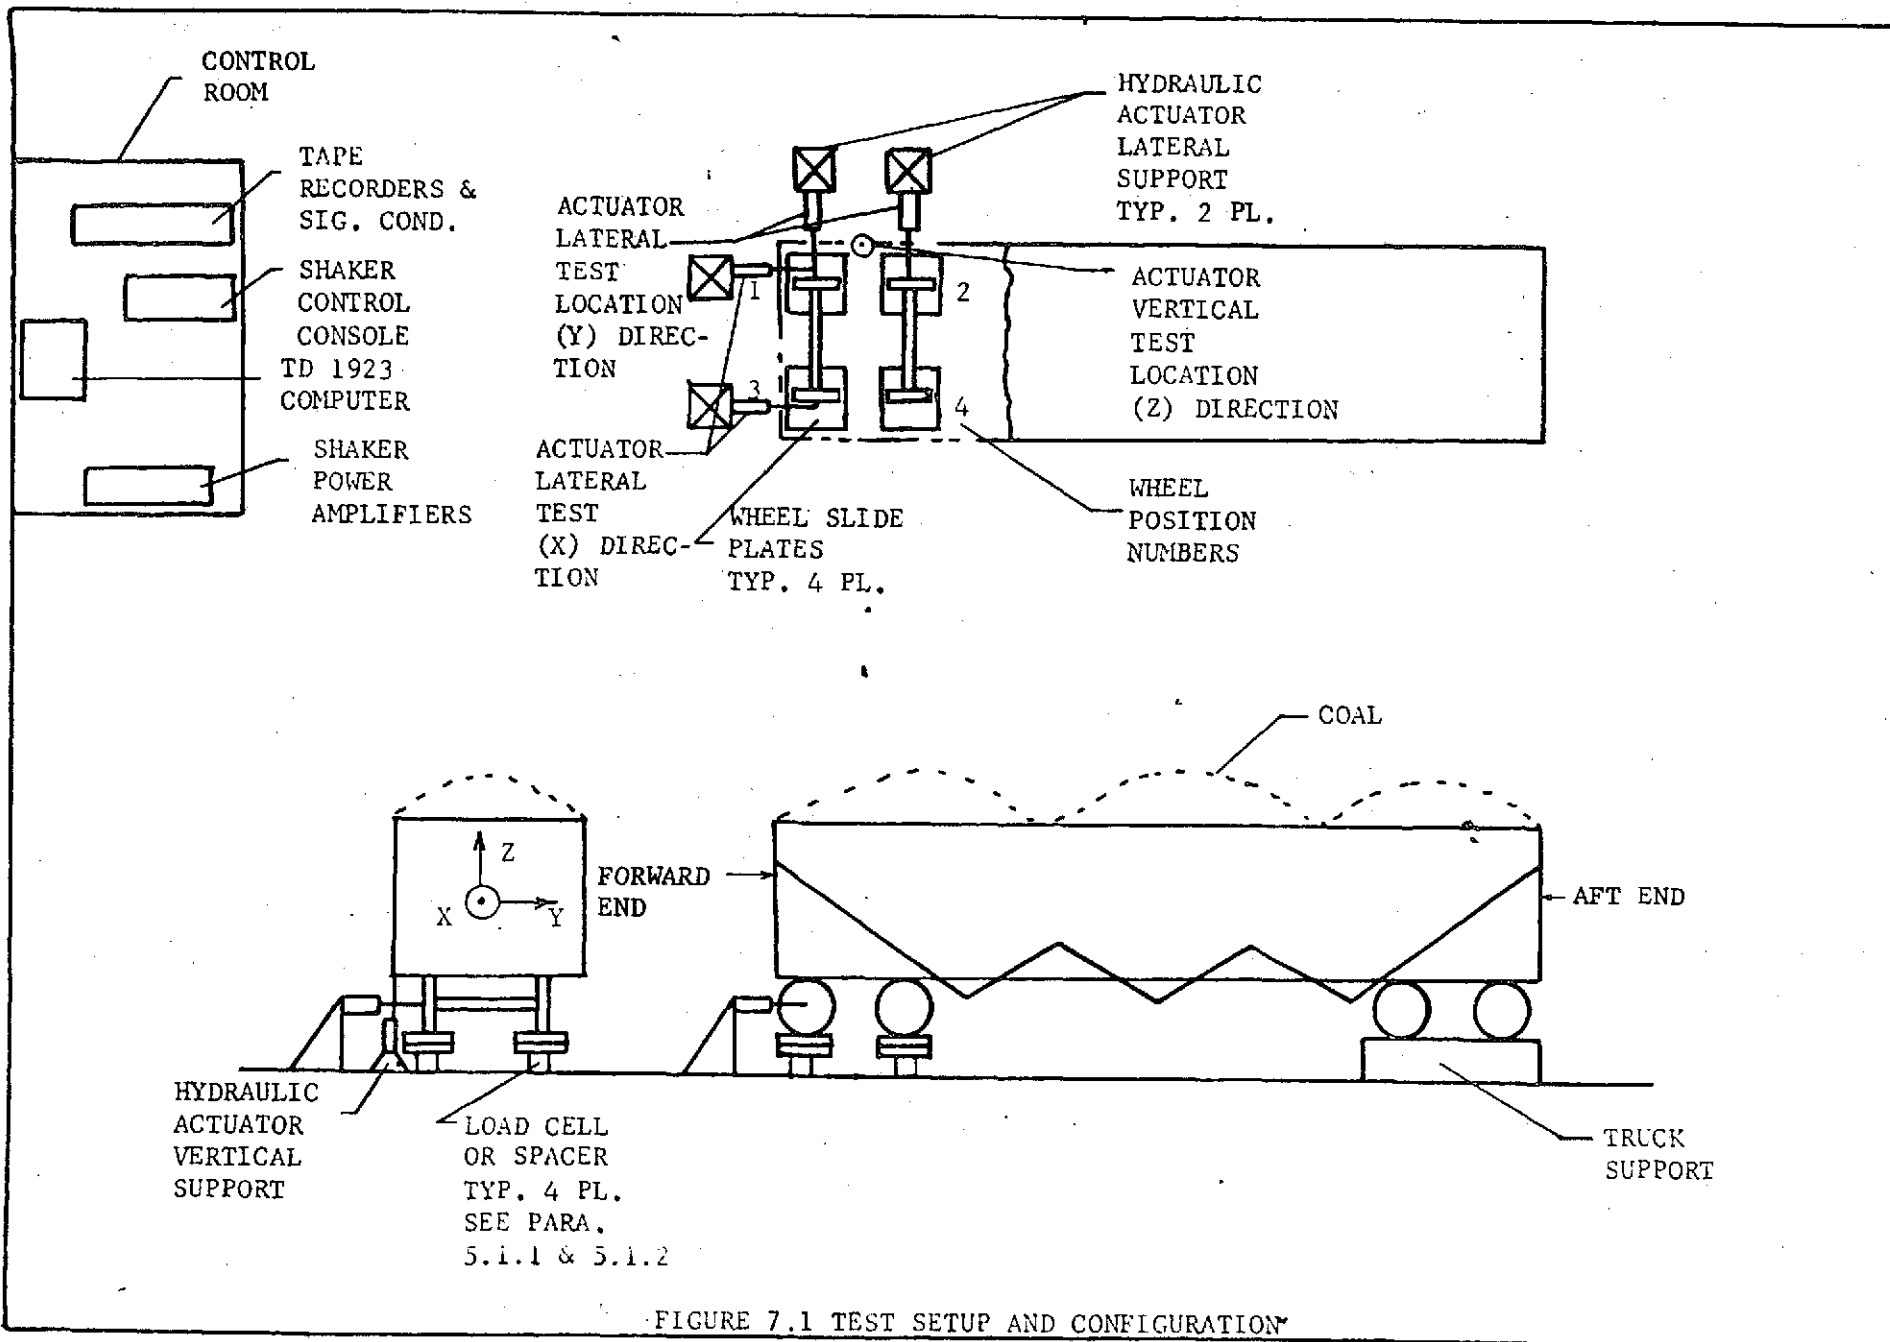 CONTROL
ROOM
TAPE
RECORDERS &
SIG. COND.
SHAKER
CONTROL
CONSOLE
TD 1923
COMPUTER
SHAKER
POWER
AMPLIFIERS
ACTUATOR
LATERAL
TEST
LOCATION
(Y) DIREC-
TION
HYDRAULIC
ACTUATOR
LATERAL
SUPPORT
TYP. 2 PL.
1
2
3
4
ACTUATOR
VERTICAL
TEST
LOCATION
(Z) DIRECTION
ACTUATOR
LATERAL
TEST
(X) DIREC-
TION
WHEEL SLIDE
PLATES
TYP. 4 PL.
WHEEL
POSITION
NUMBERS
COAL
Z
X
Y
FORWARD
END
AFT END
HYDRAULIC
ACTUATOR
VERTICAL
SUPPORT
LOAD CELL
OR SPACER
TYP. 4 PL.
SEE PARA.
5.1.1 & 5.1.2
TRUCK
SUPPORT
FIGURE 7.1 TEST SETUP AND CONFIGURATION